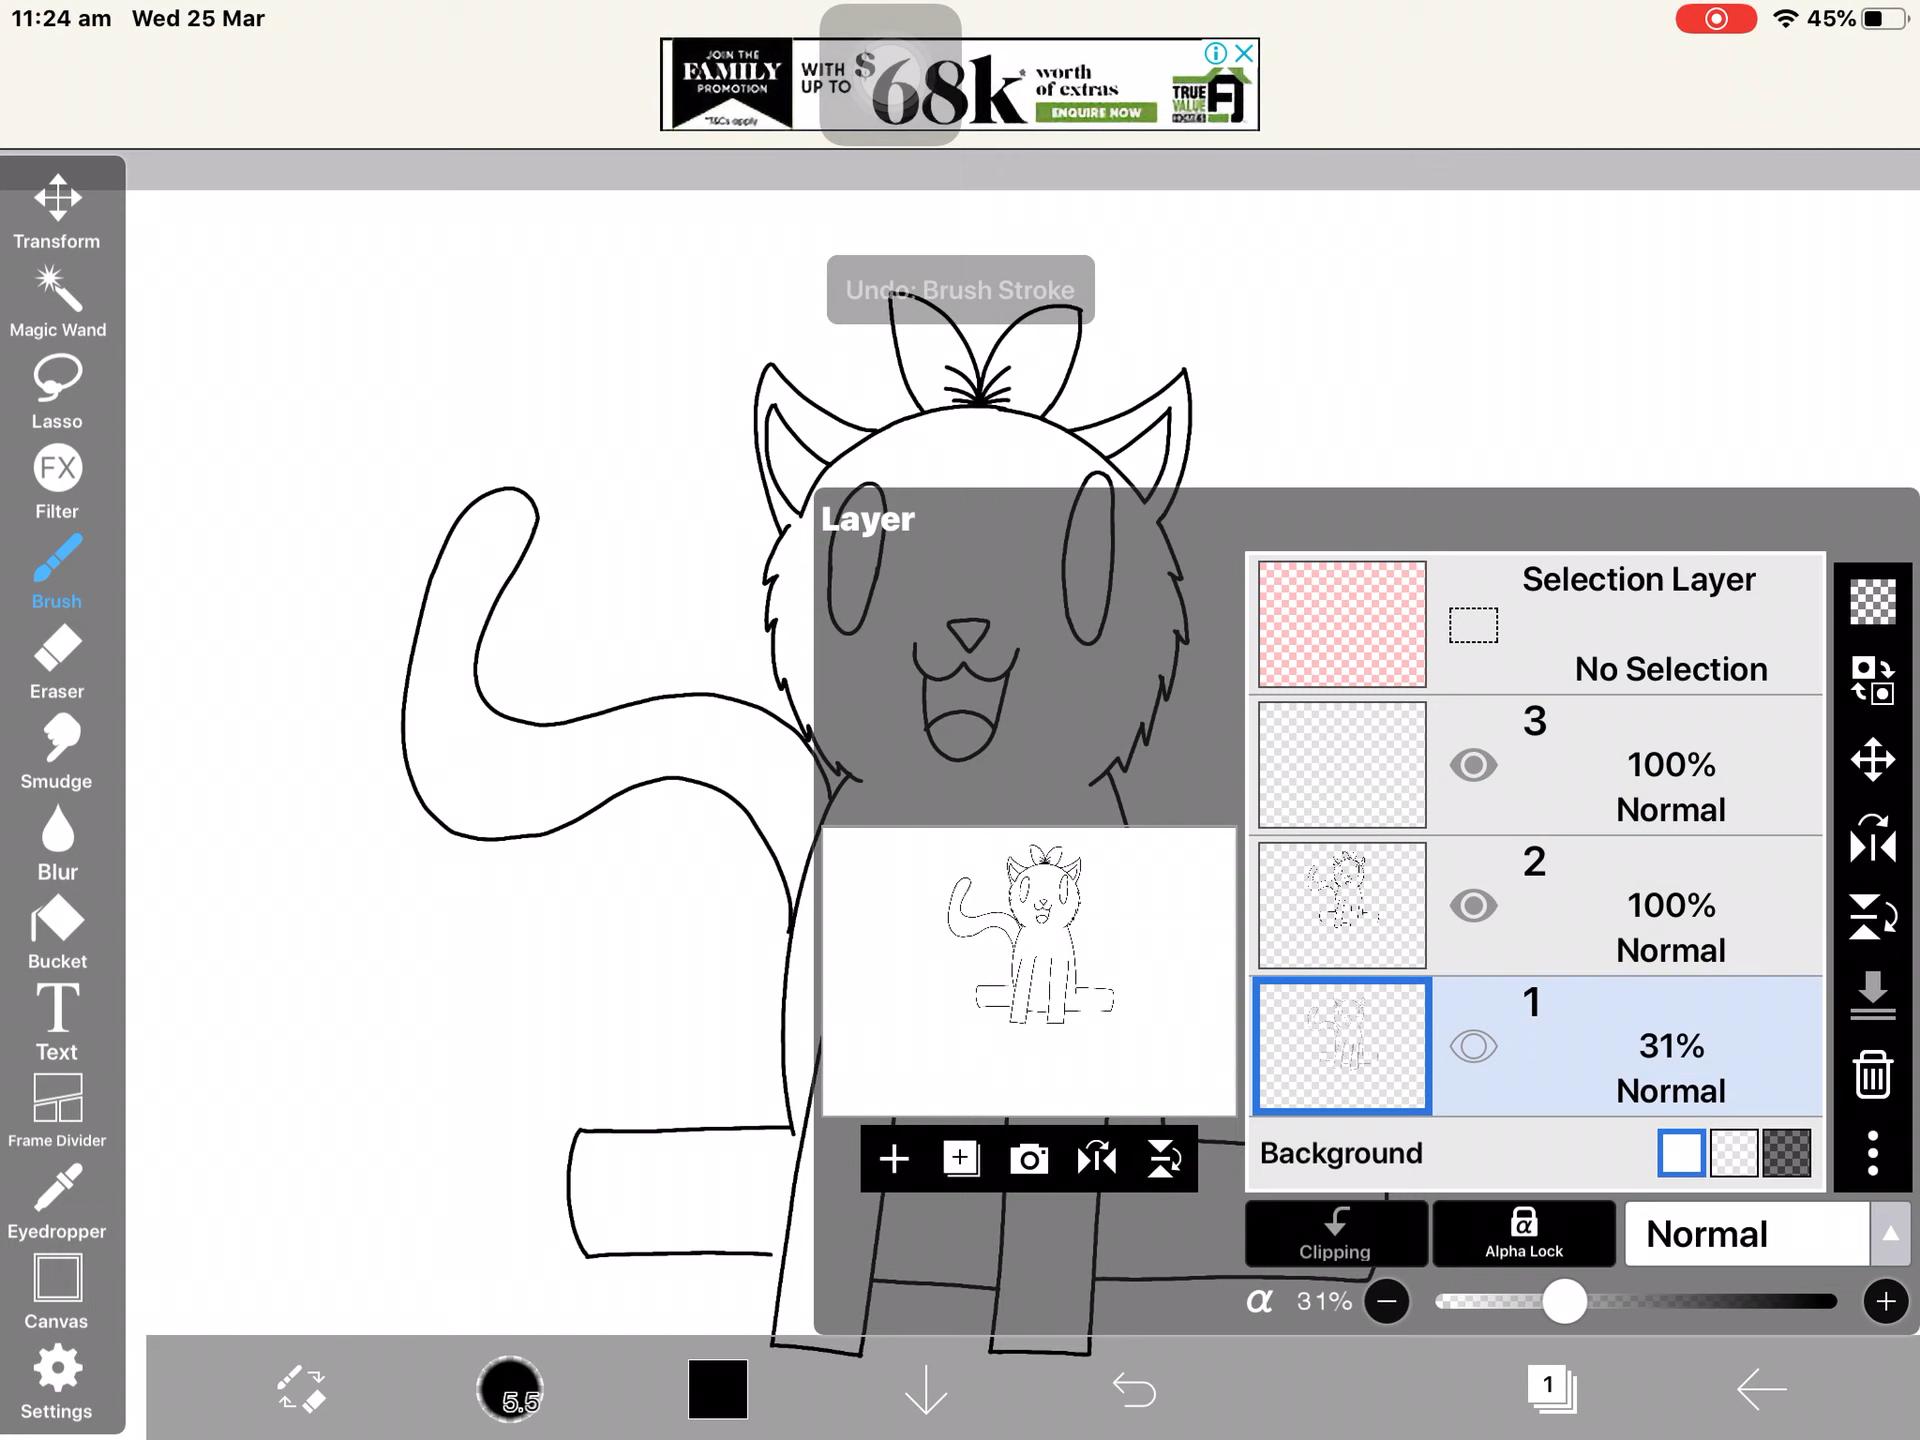 11:24 am Wed 25 Mar
45%
JOIN THE
FAMILY
PROMOTION
*T&Cs apply
WITH
UP TO
$68k*
worth
of extras
ENQUIRE NOW
TRUE
VALUE
HOMES
Undo: Brush Stroke
Transform
Magic Wand
Lasso
FX
Filter
Brush
Eraser
Smudge
Blur
Bucket
T
Text
Frame Divider
Eyedropper
Canvas
Settings
Layer
Selection Layer
No Selection
3
100%
Normal
2
100%
Normal
1
31%
Normal
Background
Clipping
α
Alpha Lock
Normal
α 31%
5.5
1